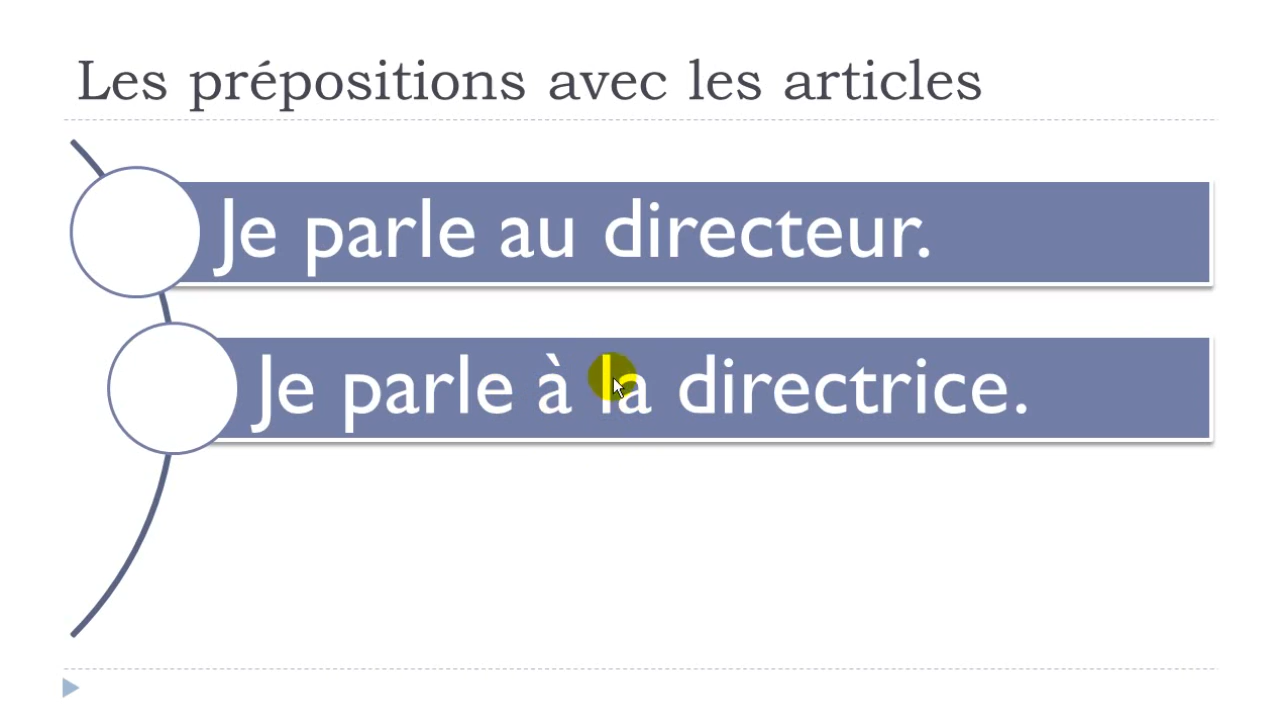 Les prépositions avec les articles
Je parle au directeur.
Je parle à la directrice.